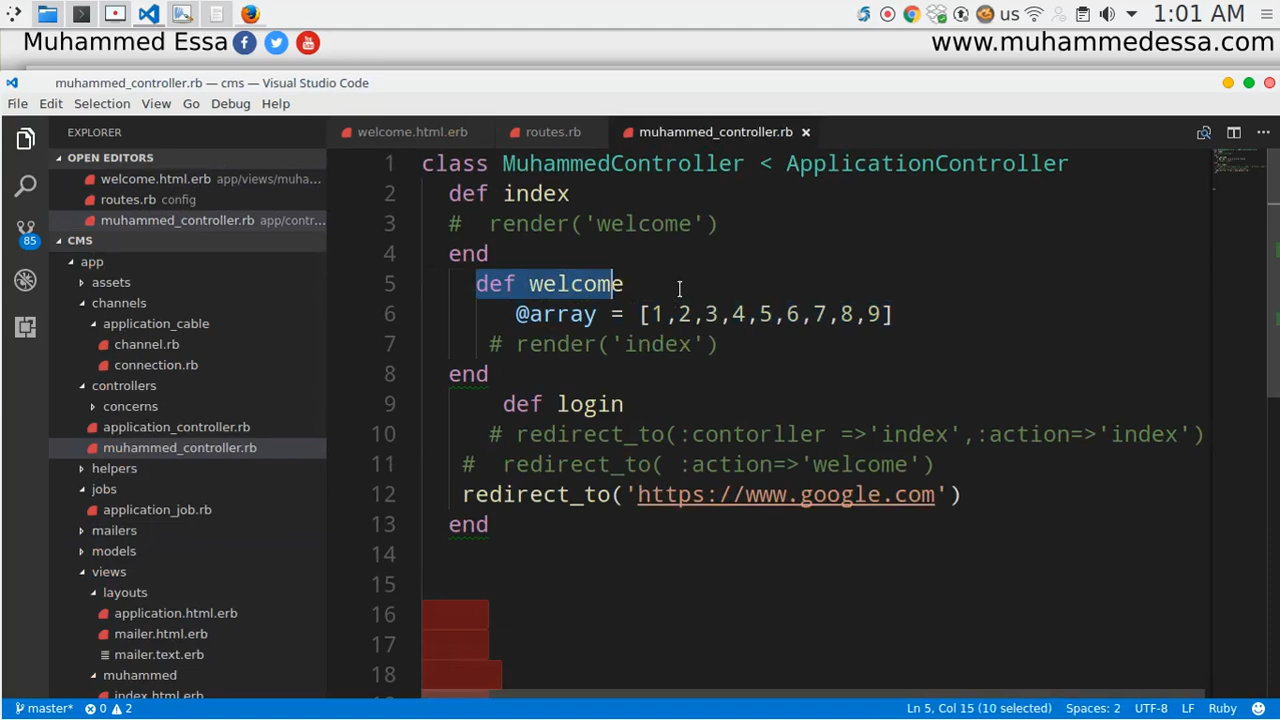 us 1:01 AM
Muhammed Essa www.muhammedessa.com
muhammed_controller.rb — cms — Visual Studio Code
File Edit Selection View Go Debug Help
EXPLORER
OPEN EDITORS
welcome.html.erb app/views/muha...
routes.rb config
muhammed_controller.rb app/contr...
85
CMS
app
assets
channels
application_cable
channel.rb
connection.rb
controllers
concerns
application_controller.rb
muhammed_controller.rb
helpers
jobs
application_job.rb
mailers
models
views
layouts
application.html.erb
mailer.html.erb
mailer.text.erb
muhammed
index.html.erb
welcome.html.erb routes.rb muhammed_controller.rb
1 class MuhammedController < ApplicationController
2 def index
3 # render('welcome')
4 end
5 def welcome
6 @array = [1,2,3,4,5,6,7,8,9]
7 # render('index')
8 end
9 def login
10 # redirect_to(:contorller =>'index',:action=>'index')
11 # redirect_to( :action=>'welcome')
12 redirect_to('https://www.google.com')
13 end
14
15
16
17
18
master* 0 2 Ln 5, Col 15 (10 selected) Spaces: 2 UTF-8 LF Ruby